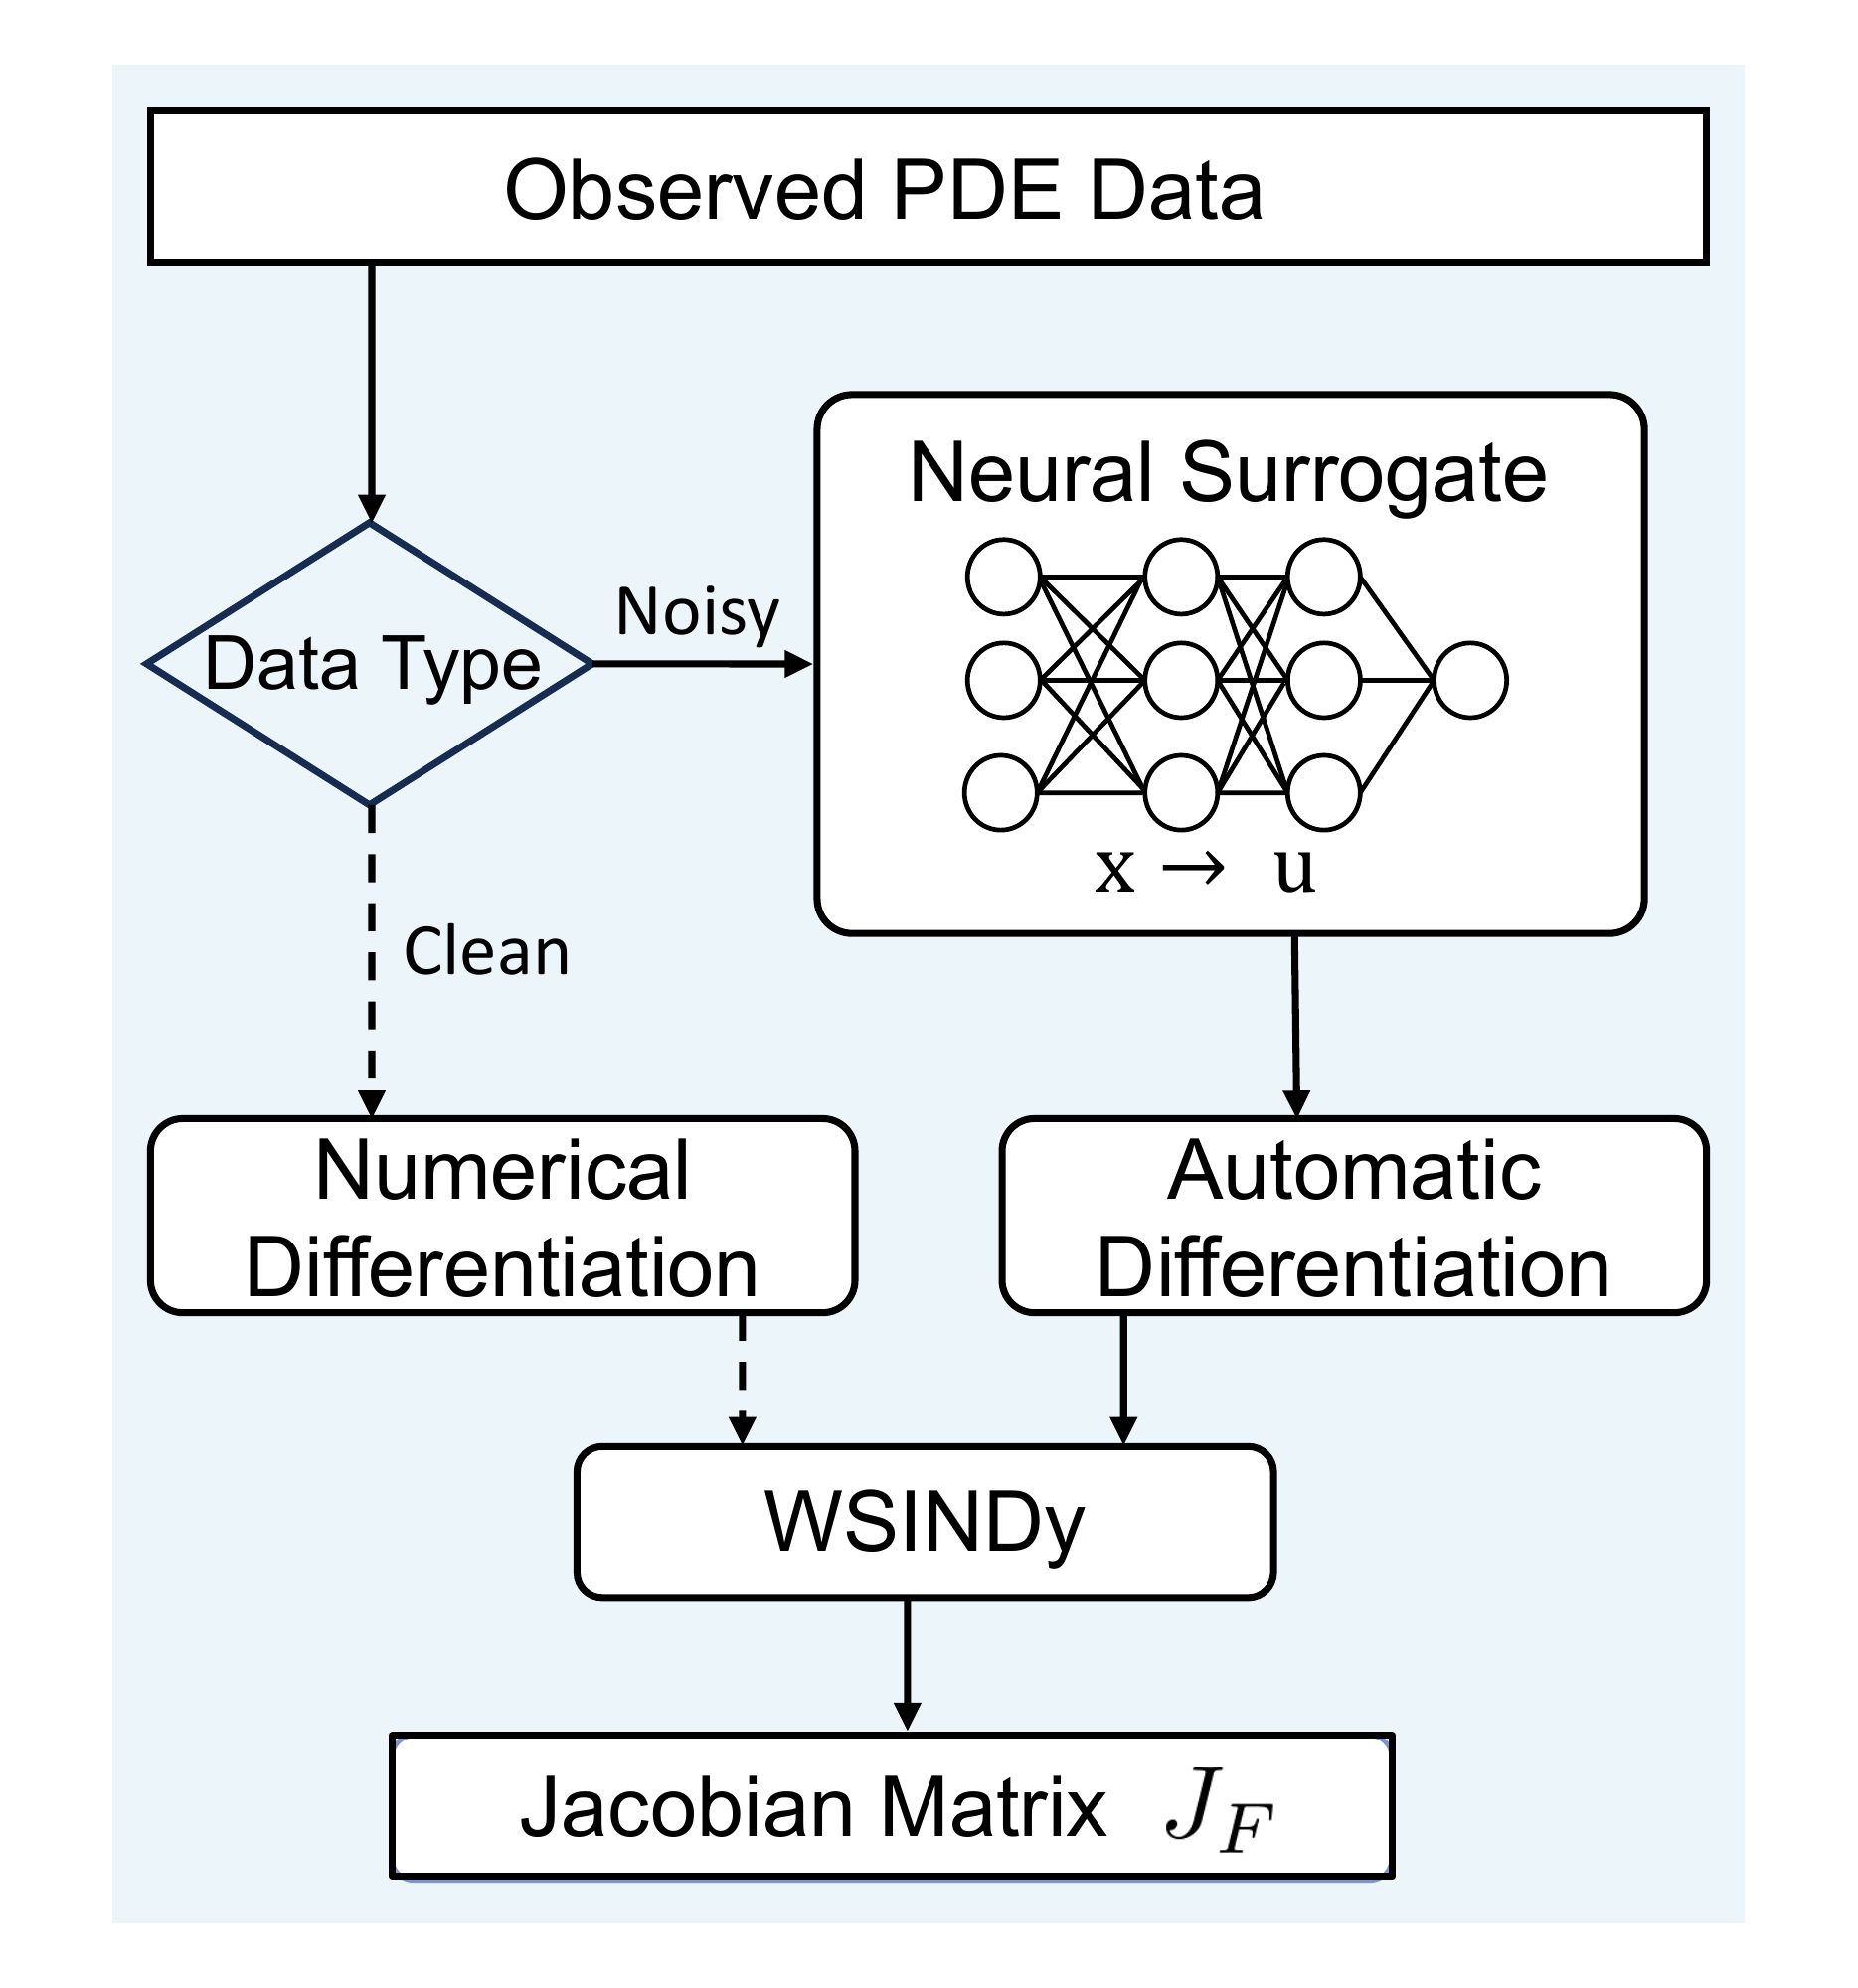 Observed PDE Data
Neural Surrogate
Noisy
Data Type
x → u
Clean
Numerical
Differentiation
Automatic
Differentiation
WSINDy
Jacobian Matrix J_F